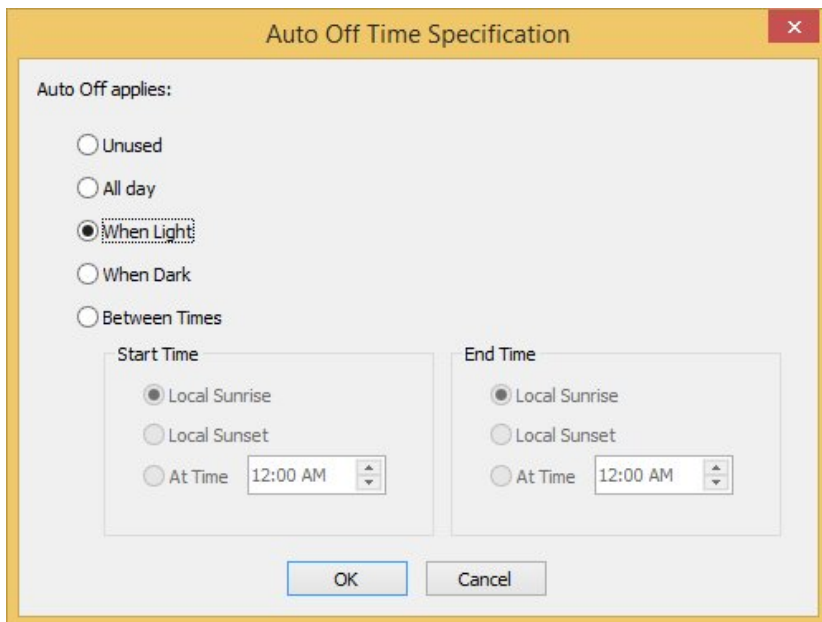 Auto Off Time Specification
Auto Off applies:
Unused
All day
When Light
When Dark
Between Times
Start Time
Local Sunrise
Local Sunset
At Time 12:00 AM
End Time
Local Sunrise
Local Sunset
At Time 12:00 AM
OK
Cancel